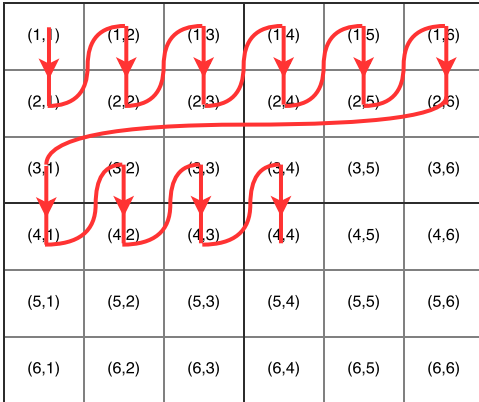 (1,1) (1,2) (1,3) (1,4) (1,5) (1,6)
(2,1) (2,2) (2,3) (2,4) (2,5) (2,6)
(3,1) (3,2) (3,3) (3,4) (3,5) (3,6)
(4,1) (4,2) (4,3) (4,4) (4,5) (4,6)
(5,1) (5,2) (5,3) (5,4) (5,5) (5,6)
(6,1) (6,2) (6,3) (6,4) (6,5) (6,6)